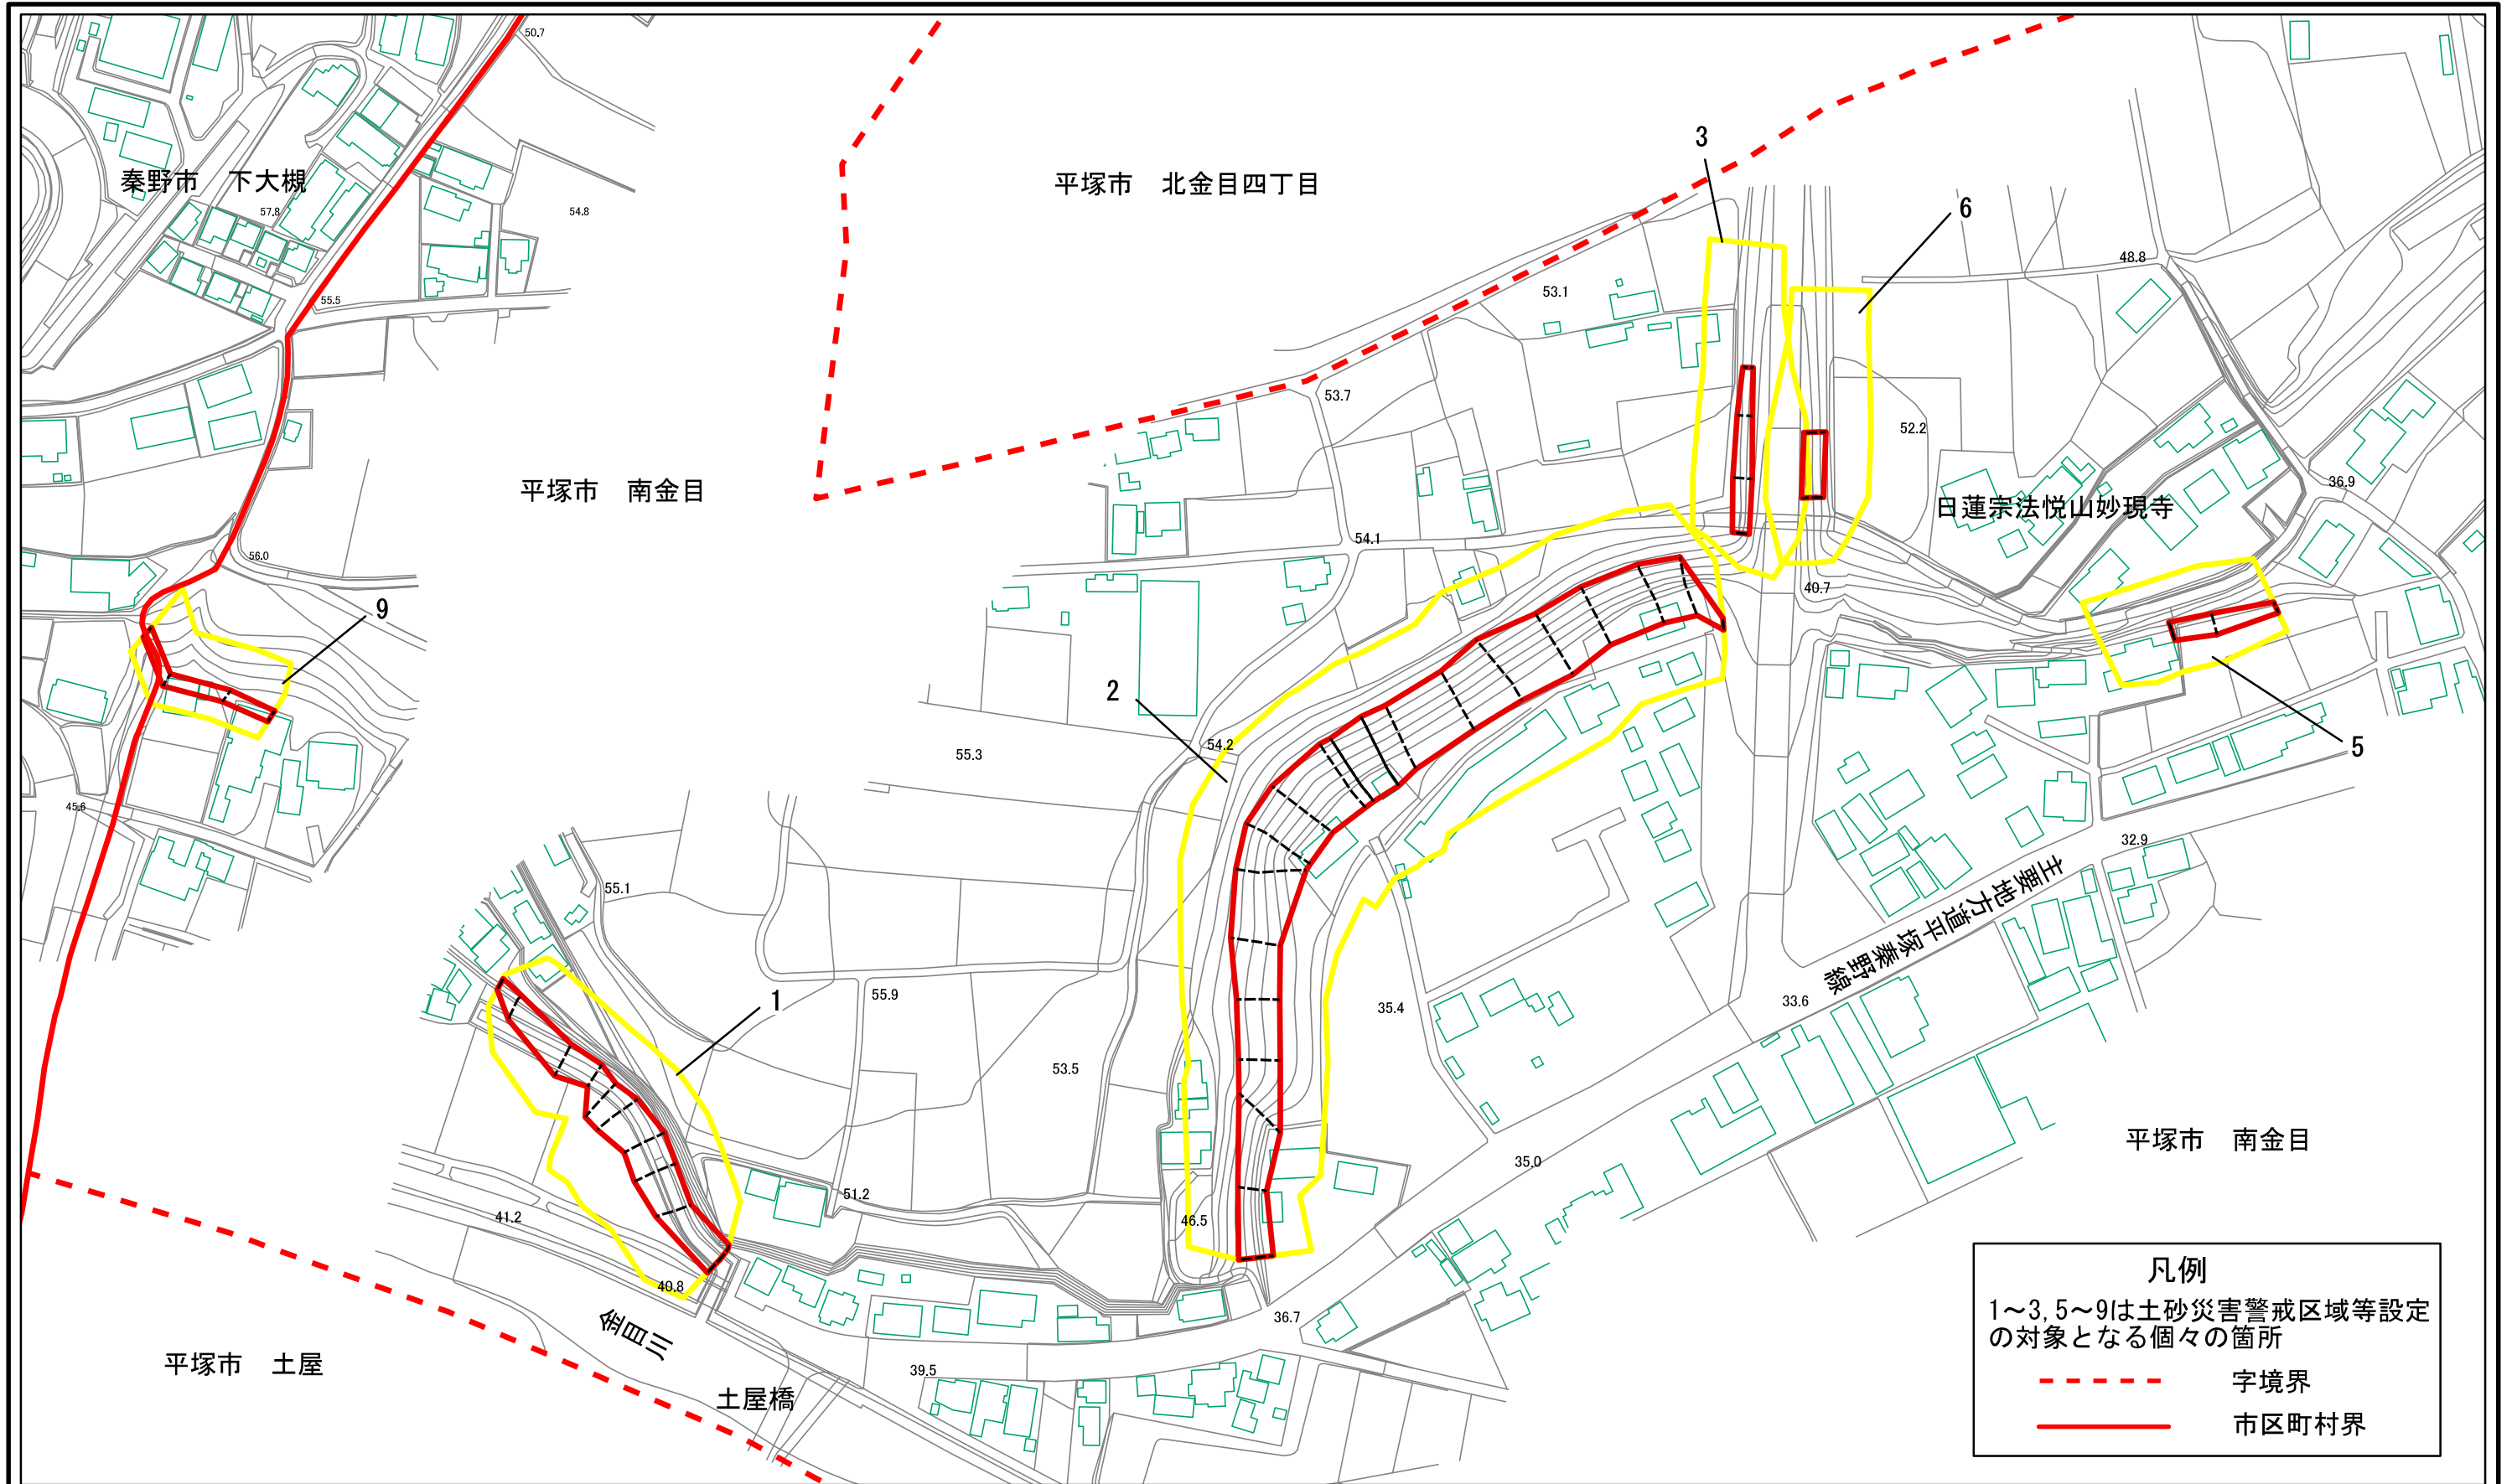 50.7
秦野市　下大槻
57.8
54.8
55.5
平塚市　北金目四丁目
3
6
48.8
53.1
53.7
52.2
平塚市　南金目
日蓮宗法悦山妙現寺
36.9
54.1
56.0
40.7
9
2
54.2
55.3
5
45.6
32.9
55.1
主要地方道平塚秦野線
55.9
1
33.6
35.4
53.5
平塚市　南金目
35.0
51.2
41.2
46.5
40.8
36.7
金目川
39.5
平塚市　土屋
土屋橋
凡例
1～3,5～9は土砂災害警戒区域等設定
の対象となる個々の箇所
字境界
市区町村界